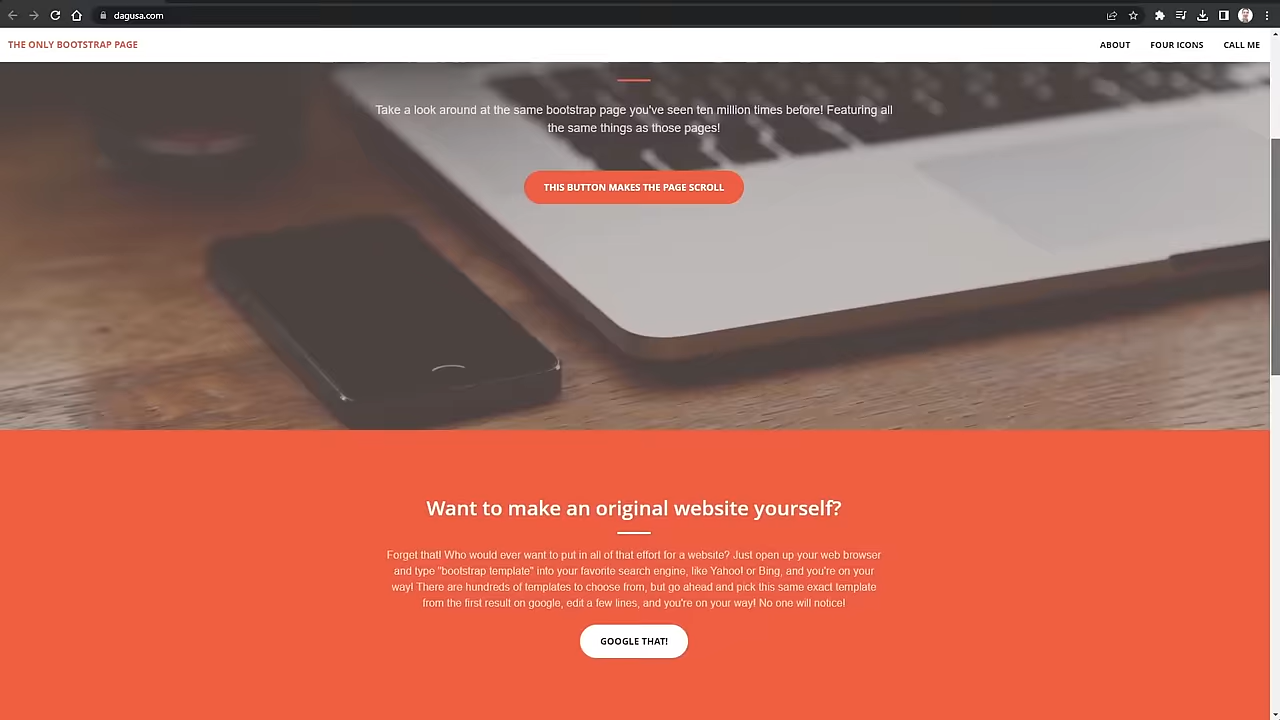 dagusa.com
THE ONLY BOOTSTRAP PAGE
ABOUT FOUR ICONS CALL ME
Take a look around at the same bootstrap page you've seen ten million times before! Featuring all
the same things as those pages!
THIS BUTTON MAKES THE PAGE SCROLL
Want to make an original website yourself?
Forget that! Who would ever want to put in all of that effort for a website? Just open up your web browser
and type "bootstrap template" into your favorite search engine, like Yahoo! or Bing, and you're on your
way! There are hundreds of templates to choose from, but go ahead and pick this same exact template
from the first result on google, edit a few lines, and you're on your way! No one will notice!
GOOGLE THAT!